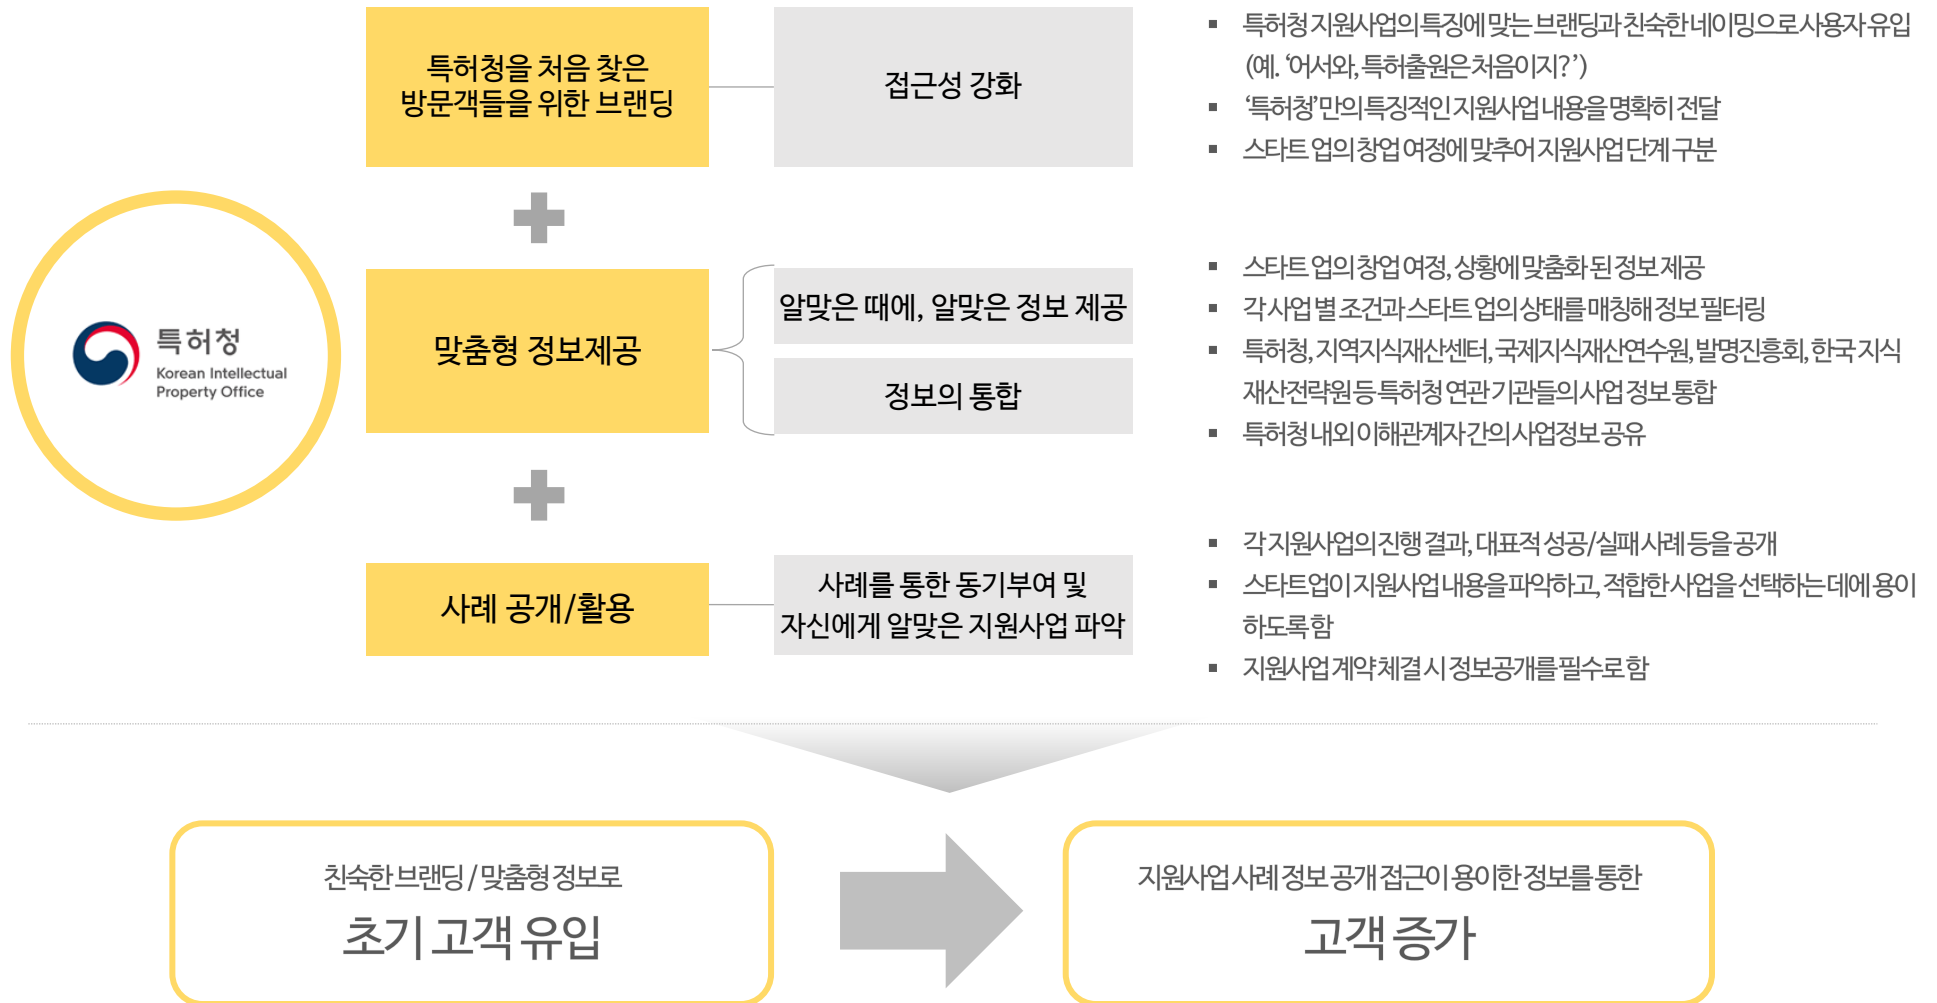 특허청
Korean Intellectual
Property Office
특허청을 처음 찾은
방문객들을 위한 브랜딩
접근성 강화
▪ 특허청 지원사업의 특징에 맞는 브랜딩과 친숙한 네이밍으로 사용자 유입
(예. ‘어서와, 특허출원은 처음이지?’)
▪ ‘특허청’만의 특징적인 지원사업 내용을 명확히 전달
▪ 스타트 업의 창업 여정에 맞추어 지원사업 단계 구분
맞춤형 정보제공
알맞은 때에, 알맞은 정보 제공
정보의 통합
▪ 스타트 업의 창업 여정, 상황에 맞춤화 된 정보 제공
▪ 각 사업 별 조건과 스타트 업의 상태를 매칭해 정보 필터링
▪ 특허청, 지역지식재산센터, 국제지식재산연수원, 발명진흥회, 한국 지식
재산전략원 등 특허청 연관 기관들의 사업 정보 통합
▪ 특허청 내외 이해관계자 간의 사업정보 공유
사례 공개/활용
사례를 통한 동기부여 및
자신에게 알맞은 지원사업 파악
▪ 각 지원사업의 진행 결과, 대표적 성공/실패 사례 등을 공개
▪ 스타트업이 지원사업 내용을 파악하고, 적합한 사업을 선택하는 데에 용이
하도록 함
▪ 지원사업 계약 체결 시 정보공개를 필수로 함
친숙한 브랜딩 / 맞춤형 정보로
초기 고객 유입
지원사업 사례 정보 공개 접근이 용이한 정보를 통한
고객 증가